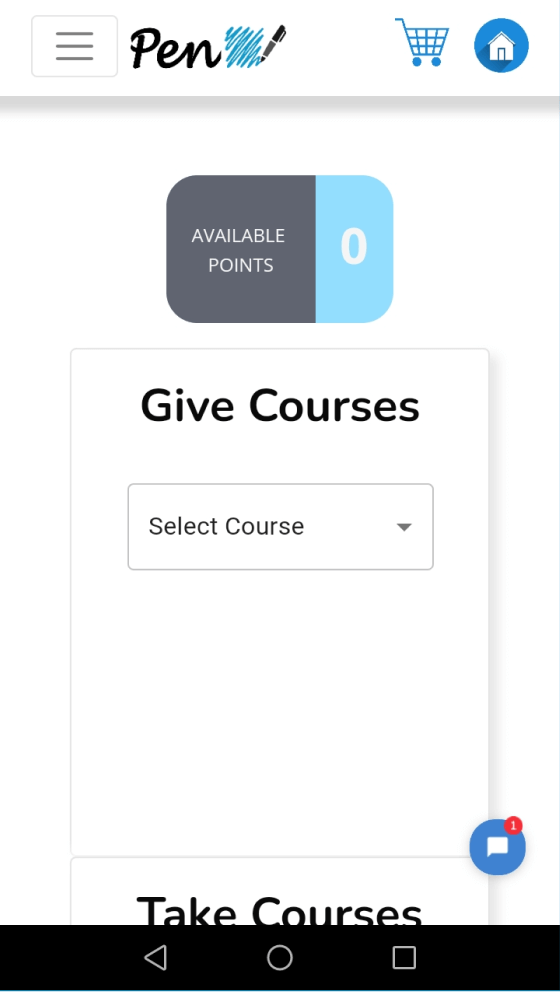 Pen
AVAILABLE
POINTS
0
Give Courses
Select Course
1
Take Courses